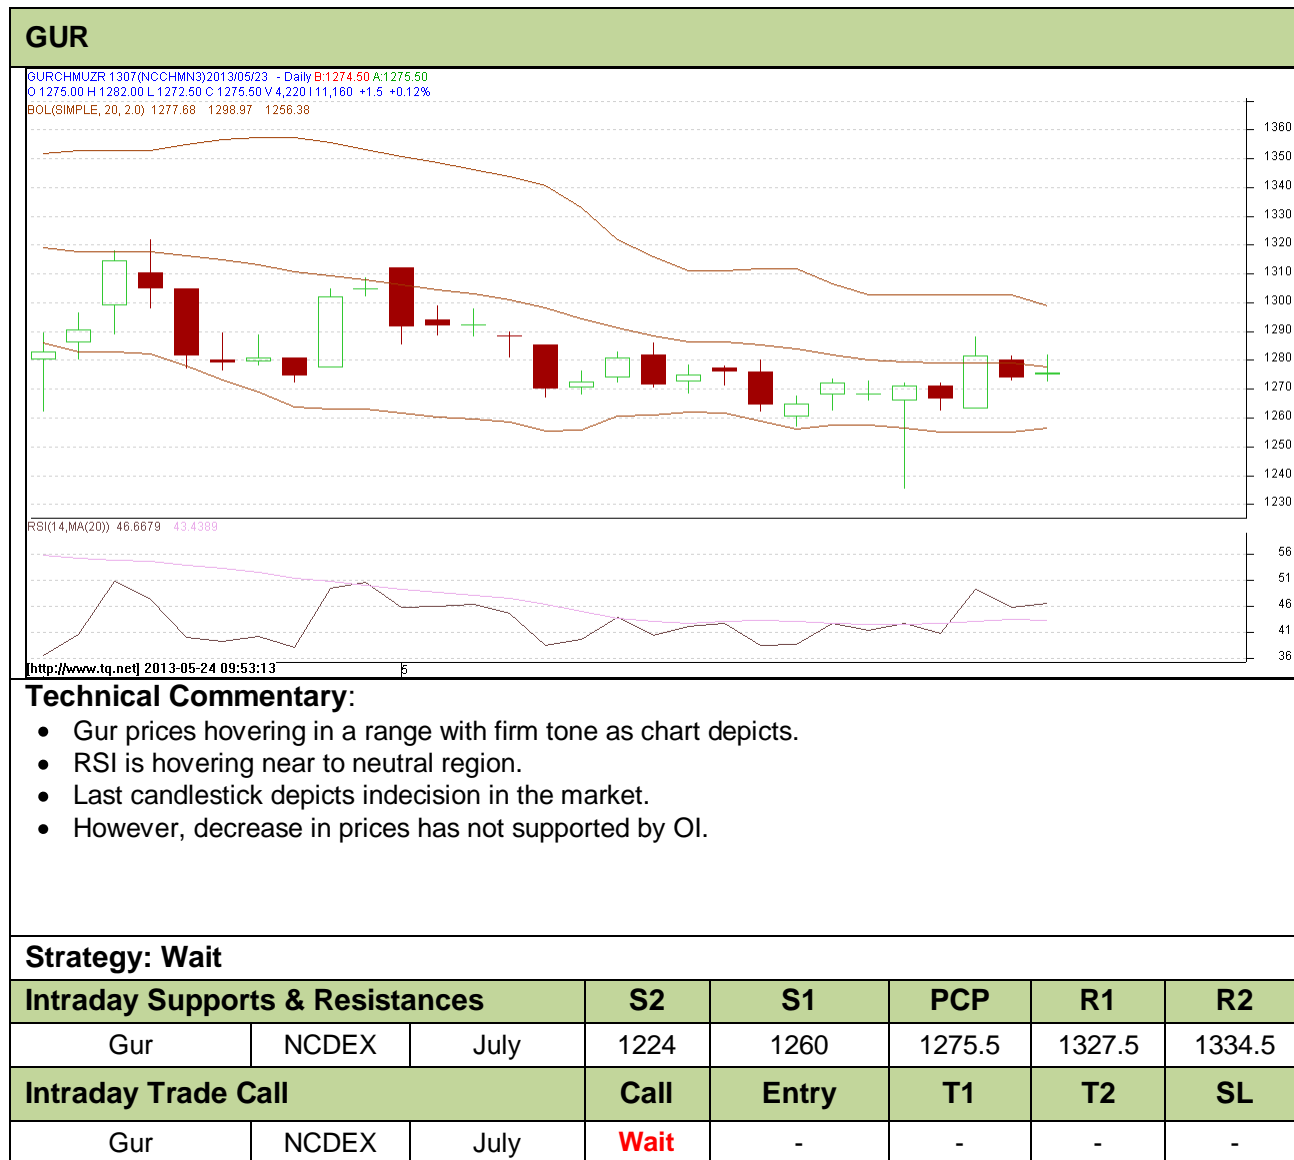 GUR
GURCHMUZR 1307(NCCHMN3)2013/05/23 - Daily B:1274.50 A:1275.50
O 1275.00 H 1282.00 L 1272.50 C 1275.50 V 4,220 I 11,160 +1.5 +0.12%
BOL(SIMPLE, 20, 2.0) 1277.68 1298.97 1256.38
1360
1350
1340
1330
1320
1310
1300
1290
1280
1270
1260
1250
1240
1230
RSI(14,MA(20)) 46.6679 43.4389
56
51
46
41
36
[http://www.tq.net] 2013-05-24 09:53:13
5
Technical Commentary:
• Gur prices hovering in a range with firm tone as chart depicts.
• RSI is hovering near to neutral region.
• Last candlestick depicts indecision in the market.
• However, decrease in prices has not supported by OI.
Strategy: Wait
Intraday Supports & Resistances S2 S1 PCP R1 R2
Gur NCDEX July 1224 1260 1275.5 1327.5 1334.5
Intraday Trade Call Call Entry T1 T2 SL
Gur NCDEX July Wait - - - -